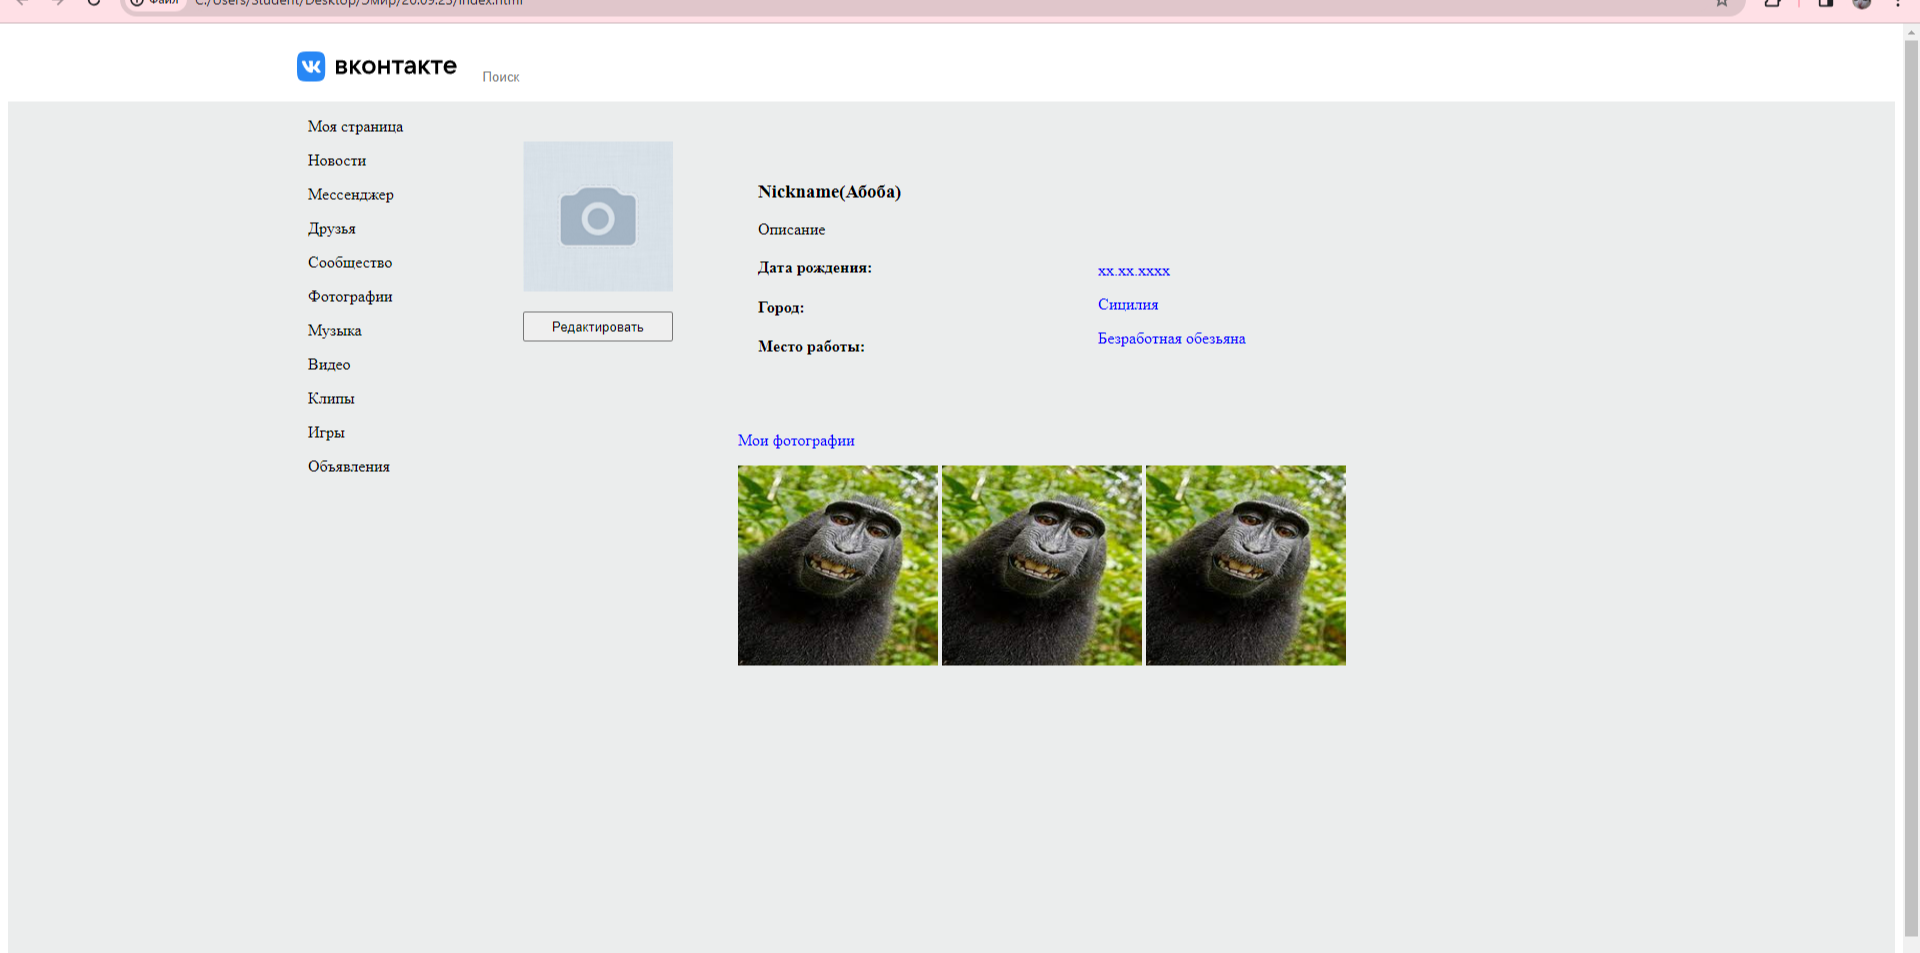 Файл C:/Users/Student/Desktop/Эмир/20.09.23/index.html
вконтакте
Поиск
Моя страница
Новости
Мессенджер
Друзья
Сообщество
Фотографии
Музыка
Видео
Клипы
Игры
Объявления
Редактировать
Nickname(Абоба)
Описание
Дата рождения: xx.xx.xxxx
Город: Сицилия
Место работы: Безработная обезьяна
Мои фотографии